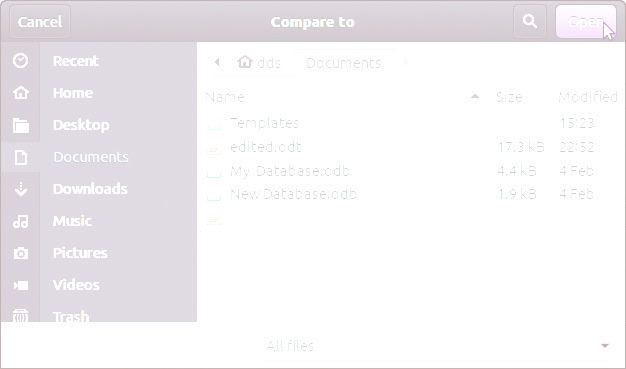 Cancel Compare to Open
Recent
Home
Desktop
Documents
Downloads
Music
Pictures
Videos
Trash
dds Documents
Name Size Modified
Templates 15:23
edited.odt 17.3 kB 22:52
My Database.odb 4.4 kB 4 Feb
New Database.odb 1.9 kB 4 Feb
All files